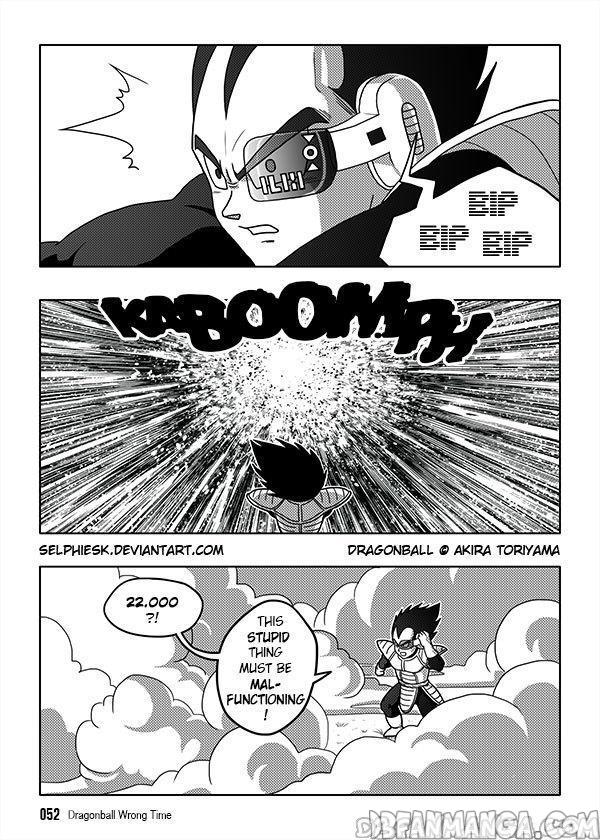 BIP
BIP BIP
KABOOMPH!
SELPHIESK.DEVIANTART.COM DRAGONBALL © AKIRA TORIYAMA
22.000
?!
THIS
STUPID
THING
MUST BE
MAL-
FUNCTIONING
!
052 Dragonball Wrong Time
DBFANMANGA.COM